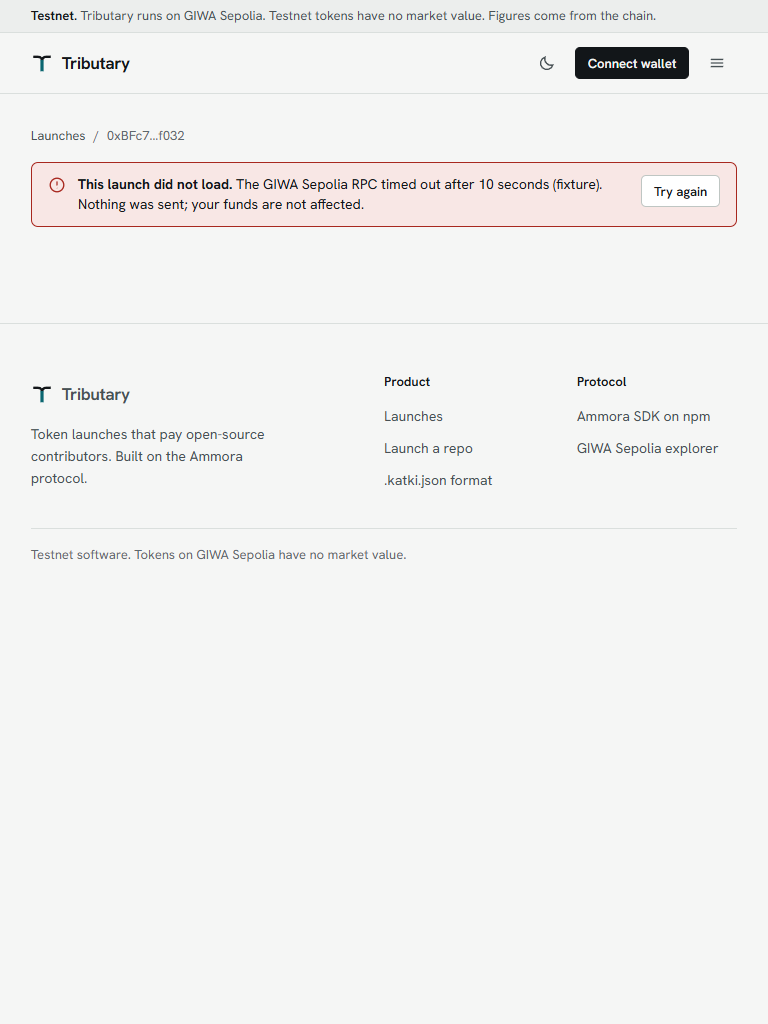 Testnet. Tributary runs on GIWA Sepolia. Testnet tokens have no market value. Figures come from the chain.
Tributary
Connect wallet
Launches / 0xBFc7…f032
This launch did not load. The GIWA Sepolia RPC timed out after 10 seconds (fixture).
Nothing was sent; your funds are not affected.
Try again
Tributary
Token launches that pay open-source
contributors. Built on the Ammora
protocol.
Product
Launches
Launch a repo
.katki.json format
Protocol
Ammora SDK on npm
GIWA Sepolia explorer
Testnet software. Tokens on GIWA Sepolia have no market value.